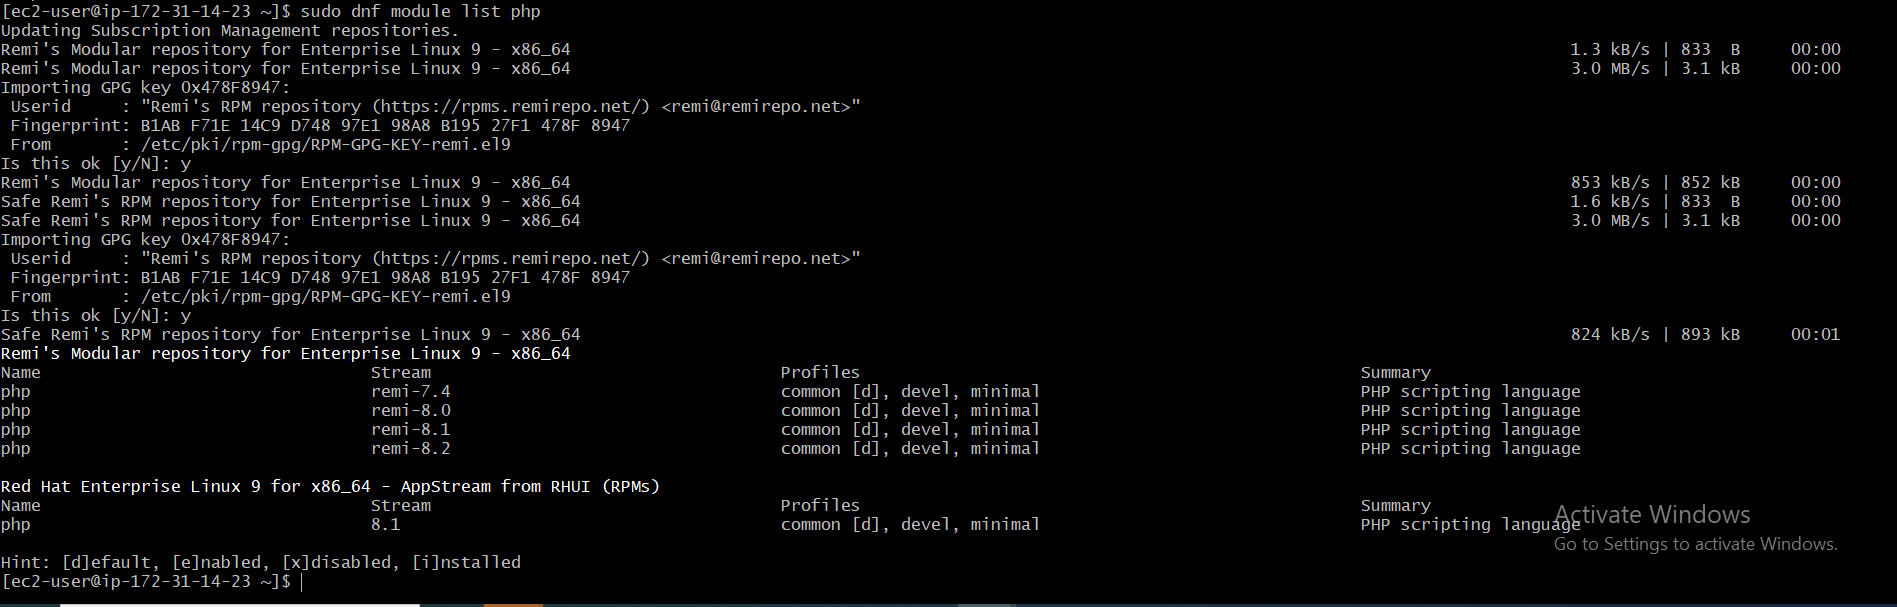 [ec2-user@ip-172-31-14-23 ~]$ sudo dnf module list php
Updating Subscription Management repositories.
Remi's Modular repository for Enterprise Linux 9 - x86_64 1.3 kB/s | 833 B 00:00
Remi's Modular repository for Enterprise Linux 9 - x86_64 3.0 MB/s | 3.1 kB 00:00
Importing GPG key 0x478F8947:
Userid : "Remi's RPM repository (https://rpms.remirepo.net/) <remi@remirepo.net>"
Fingerprint: B1AB F71E 14C9 D748 97E1 98A8 B195 27F1 478F 8947
From : /etc/pki/rpm-gpg/RPM-GPG-KEY-remi.el9
Is this ok [y/N]: y
Remi's Modular repository for Enterprise Linux 9 - x86_64 853 kB/s | 852 kB 00:00
Safe Remi's RPM repository for Enterprise Linux 9 - x86_64 1.6 kB/s | 833 B 00:00
Safe Remi's RPM repository for Enterprise Linux 9 - x86_64 3.0 MB/s | 3.1 kB 00:00
Importing GPG key 0x478F8947:
Userid : "Remi's RPM repository (https://rpms.remirepo.net/) <remi@remirepo.net>"
Fingerprint: B1AB F71E 14C9 D748 97E1 98A8 B195 27F1 478F 8947
From : /etc/pki/rpm-gpg/RPM-GPG-KEY-remi.el9
Is this ok [y/N]: y
Safe Remi's RPM repository for Enterprise Linux 9 - x86_64 824 kB/s | 893 kB 00:01
Remi's Modular repository for Enterprise Linux 9 - x86_64
Name Stream Profiles Summary
php remi-7.4 common [d], devel, minimal PHP scripting language
php remi-8.0 common [d], devel, minimal PHP scripting language
php remi-8.1 common [d], devel, minimal PHP scripting language
php remi-8.2 common [d], devel, minimal PHP scripting language
Red Hat Enterprise Linux 9 for x86_64 - AppStream from RHUI (RPMs)
Name Stream Profiles Summary
php 8.1 common [d], devel, minimal PHP scripting language
Hint: [d]efault, [e]nabled, [x]disabled, [i]nstalled
[ec2-user@ip-172-31-14-23 ~]$
Activate Windows
Go to Settings to activate Windows.